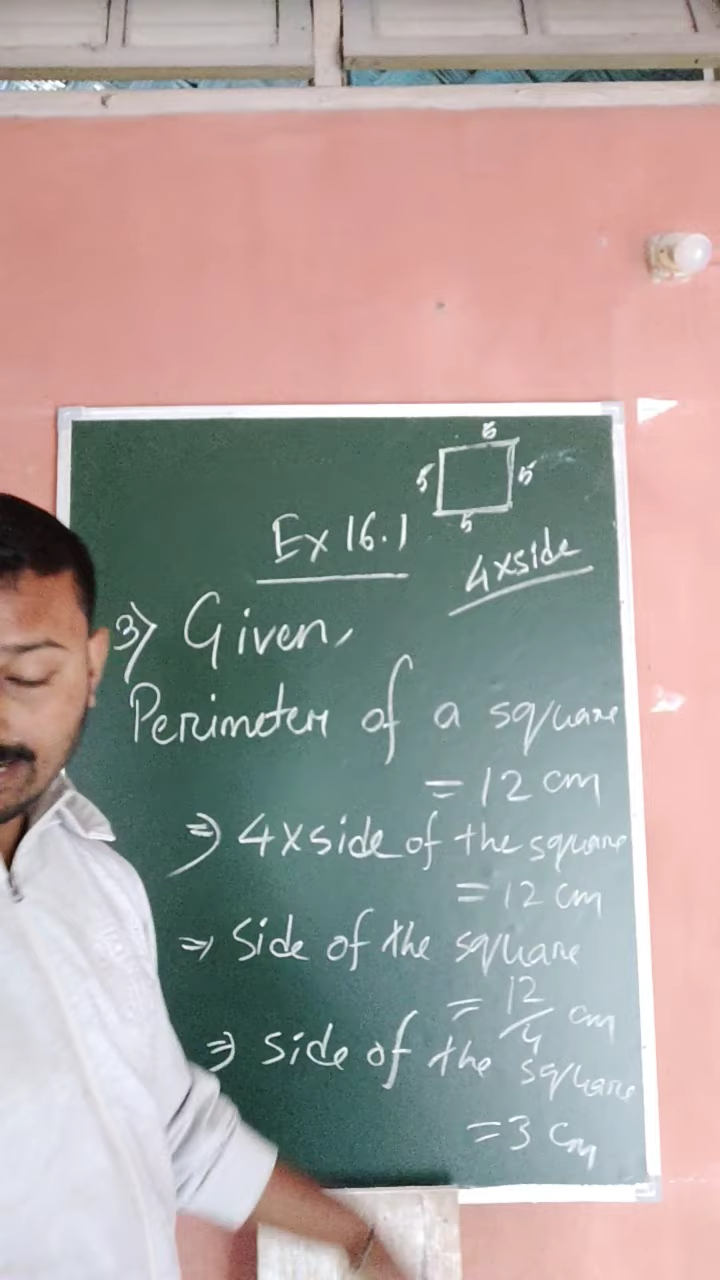 5
5 5
5
Ex 16.1
4xside
3) Given,
Perimeter of a square
= 12 cm
⇒ 4xside of the square
= 12 cm
⇒ Side of the square
= 12/4 cm
⇒ Side of the square
= 3 cm